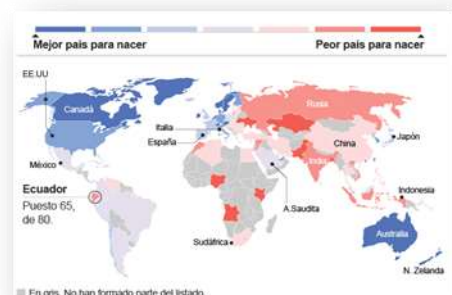 Mejor país para nacer
Peor país para nacer
EE.UU
Canadá
Rusia
Italia
España
China
Japón
México
India
Ecuador
Puesto 65,
de 80.
A.Saudita
Indonesia
Sudáfrica
Australia
N. Zelanda
En gris. No han formado parte del listado.